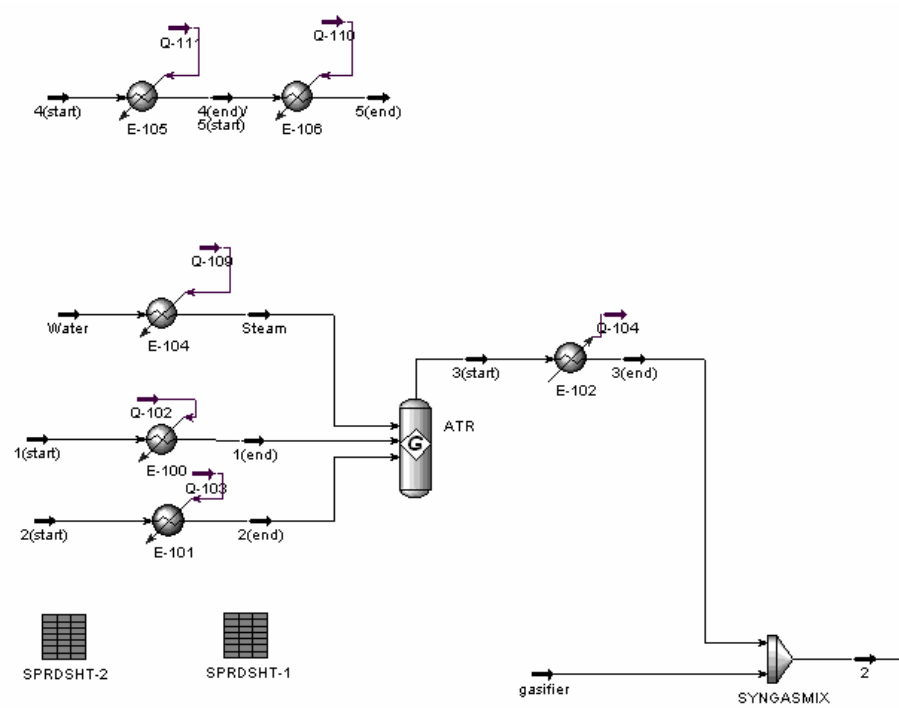 Q-111
Q-110
4(start)
4(end)/
5(start)
5(end)
E-105
E-106
Q-109
Water
Steam
E-104
Q-104
3(start)
3(end)
E-102
Q-102
ATR
G
1(start)
1(end)
E-100
Q-103
2(start)
2(end)
E-101
SPRDSHT-2
SPRDSHT-1
gasifier
2
SYNGASMIX